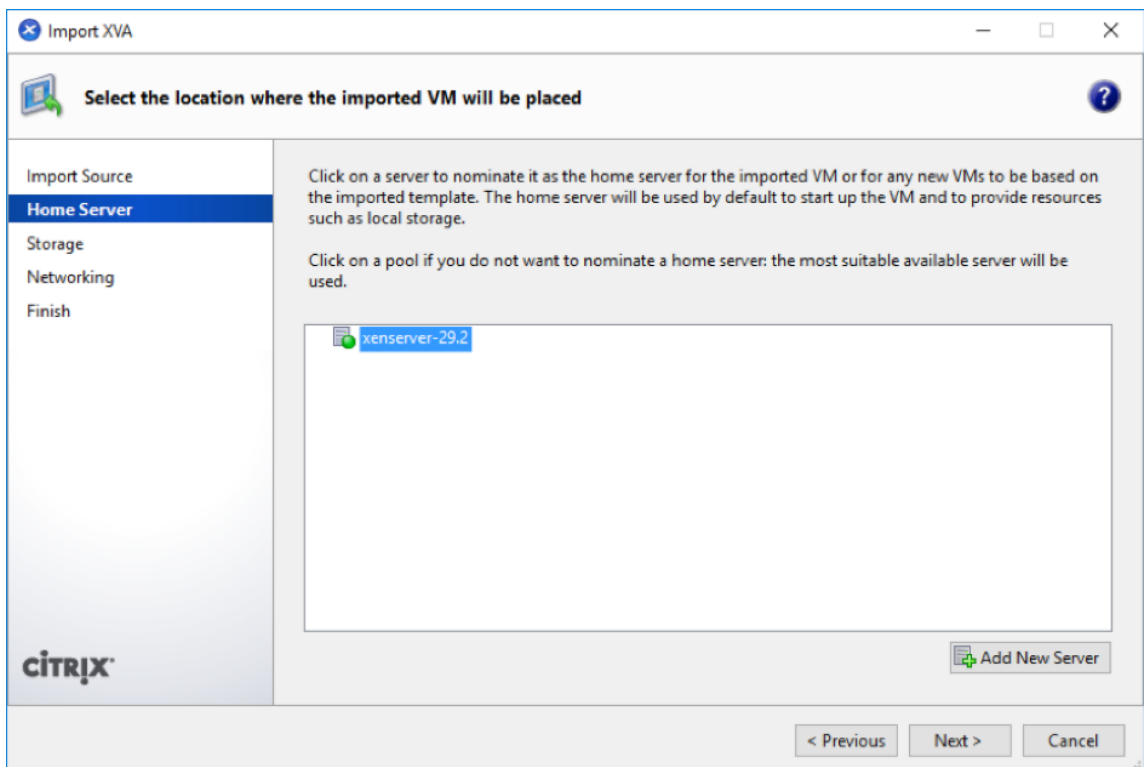 Import XVA
Select the location where the imported VM will be placed
?
Import Source
Home Server
Storage
Networking
Finish
Click on a server to nominate it as the home server for the imported VM or for any new VMs to be based on
the imported template. The home server will be used by default to start up the VM and to provide resources
such as local storage.
Click on a pool if you do not want to nominate a home server: the most suitable available server will be
used.
xenserver-29.2
Add New Server
CITRIX
< Previous
Next >
Cancel